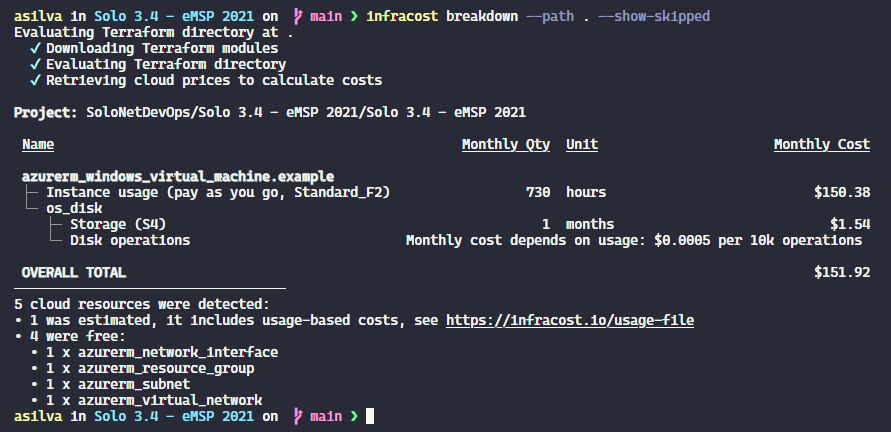 asilva in Solo 3.4 - eMSP 2021 on main ❯ infracost breakdown --path . --show-skipped
Evaluating Terraform directory at .
✓ Downloading Terraform modules
✓ Evaluating Terraform directory
✓ Retrieving cloud prices to calculate costs
Project: SoloNetDevOps/Solo 3.4 - eMSP 2021/Solo 3.4 - eMSP 2021
Name Monthly Qty Unit Monthly Cost
azurerm_windows_virtual_machine.example
├─ Instance usage (pay as you go, Standard_F2) 730 hours $150.38
└─ os_disk
├─ Storage (S4) 1 months $1.54
└─ Disk operations Monthly cost depends on usage: $0.0005 per 10k operations
OVERALL TOTAL $151.92
5 cloud resources were detected:
• 1 was estimated, it includes usage-based costs, see https://infracost.io/usage-file
• 4 were free:
• 1 x azurerm_network_interface
• 1 x azurerm_resource_group
• 1 x azurerm_subnet
• 1 x azurerm_virtual_network
asilva in Solo 3.4 - eMSP 2021 on main ❯